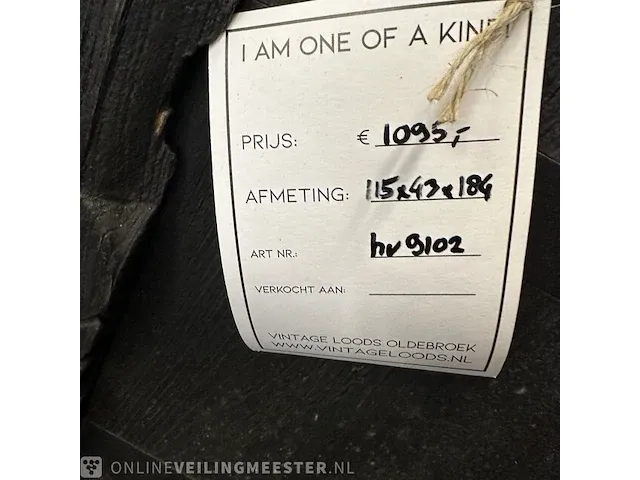 I AM ONE OF A KIND!
PRIJS: € 1095,-
AFMETING: 115x43x184
ART NR.: hv9102
VERKOCHT AAN:
VINTAGE LOODS OLDEBROEK
WWW.VINTAGELOODS.NL
ONLINEVEILINGMEESTER.NL